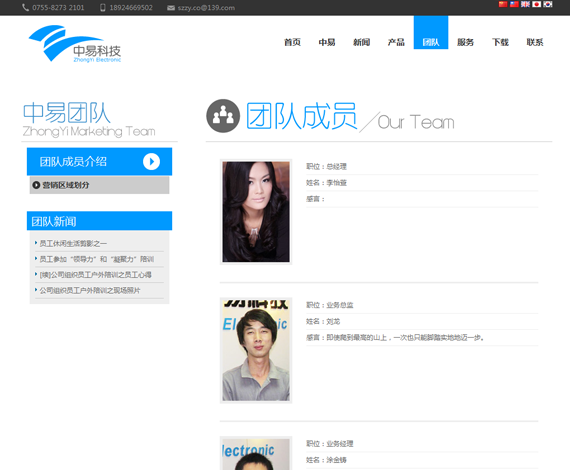 0755-8273 2101 18924669502 szzy.co@139.com
中易科技
Zhongyi Electronic
首页 中易 新闻 产品 团队 服务 下载 联系
中易团队
ZhongYi Marketing Team
团队成员介绍
营销区域划分
团队新闻
员工休闲生活剪影之一
员工参加“领导力”和“凝聚力”培训
[续]公司组织员工户外培训之员工心得
公司组织员工户外培训之现场照片
团队成员／Our Team
职位：总经理
姓名：李怡萱
感言：
Electronic
职位：业务总监
姓名：刘龙
感言：即使爬到最高的山上，一次也只能脚踏实地地迈一步。
lectronic
职位：业务经理
姓名：涂金锋